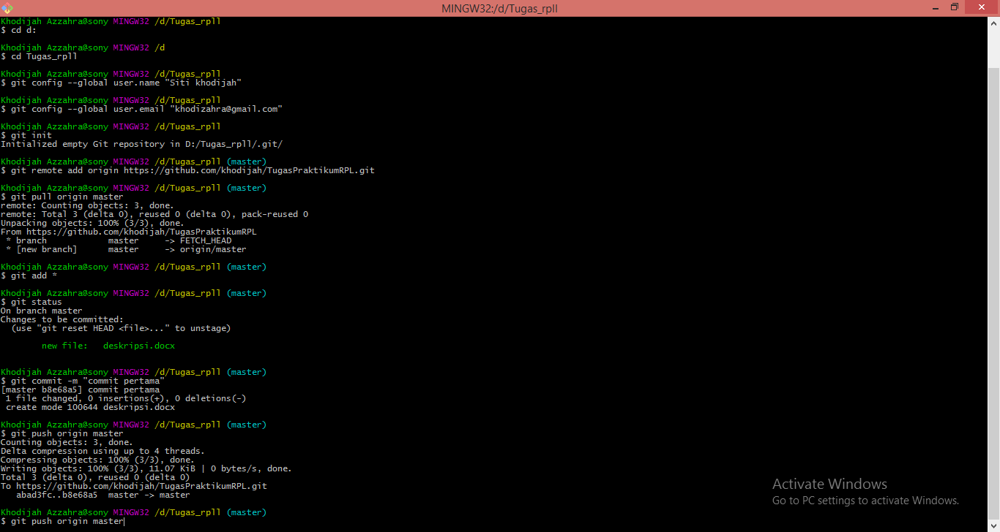 MINGW32:/d/Tugas_rpll
Khodijah Azzahra@sony MINGW32 /d/Tugas_rpll
$ cd d:
Khodijah Azzahra@sony MINGW32 /d
$ cd Tugas_rpll
Khodijah Azzahra@sony MINGW32 /d/Tugas_rpll
$ git config --global user.name "Siti khodijah"
Khodijah Azzahra@sony MINGW32 /d/Tugas_rpll
$ git config --global user.email "khodizahra@gmail.com"
Khodijah Azzahra@sony MINGW32 /d/Tugas_rpll
$ git init
Initialized empty Git repository in D:/Tugas_rpll/.git/
Khodijah Azzahra@sony MINGW32 /d/Tugas_rpll (master)
$ git remote add origin https://github.com/khodijah/TugasPraktikumRPL.git
Khodijah Azzahra@sony MINGW32 /d/Tugas_rpll (master)
$ git pull origin master
remote: Counting objects: 3, done.
remote: Total 3 (delta 0), reused 0 (delta 0), pack-reused 0
Unpacking objects: 100% (3/3), done.
From https://github.com/khodijah/TugasPraktikumRPL
 * branch            master     -> FETCH_HEAD
 * [new branch]      master     -> origin/master
Khodijah Azzahra@sony MINGW32 /d/Tugas_rpll (master)
$ git add *
Khodijah Azzahra@sony MINGW32 /d/Tugas_rpll (master)
$ git status
On branch master
Changes to be committed:
  (use "git reset HEAD <file>..." to unstage)
        new file:   deskripsi.docx
Khodijah Azzahra@sony MINGW32 /d/Tugas_rpll (master)
$ git commit -m "commit pertama"
[master b8e68a5] commit pertama
 1 file changed, 0 insertions(+), 0 deletions(-)
 create mode 100644 deskripsi.docx
Khodijah Azzahra@sony MINGW32 /d/Tugas_rpll (master)
$ git push origin master
Counting objects: 3, done.
Delta compression using up to 4 threads.
Compressing objects: 100% (3/3), done.
Writing objects: 100% (3/3), 11.07 KiB | 0 bytes/s, done.
Total 3 (delta 0), reused 0 (delta 0)
To https://github.com/khodijah/TugasPraktikumRPL.git
   abad3fc..b8e68a5  master -> master
Khodijah Azzahra@sony MINGW32 /d/Tugas_rpll (master)
$ git push origin master
Activate Windows
Go to PC settings to activate Windows.